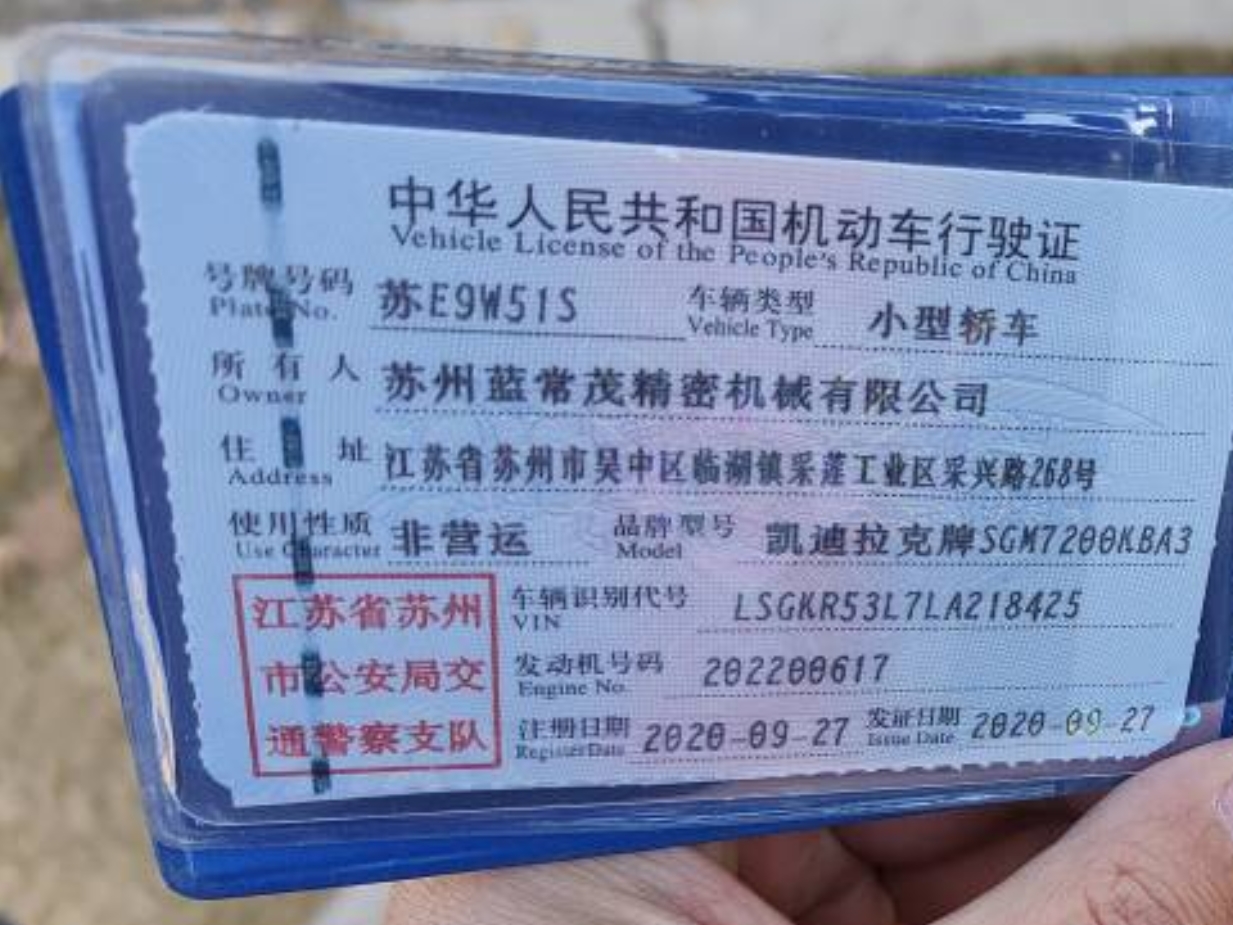 中华人民共和国机动车行驶证
Vehicle License of the People's Republic of China
号牌号码 苏E9W51S 车辆类型 小型轿车
Plate No. Vehicle Type
所有人 苏州蓝常茂精密机械有限公司
Owner
住址 江苏省苏州市吴中区临湖镇采莲工业区采兴路268号
Address
使用性质 非营运 品牌型号 凯迪拉克牌SGM7200KBA3
Use Character Model
江苏省苏州 车辆识别代号 LSGKR53L7LA218425
VIN
市公安局交 发动机号码 202200617
Engine No.
通警察支队 注册日期 2020-09-27 发证日期 2020-09-27
Register Date Issue Date